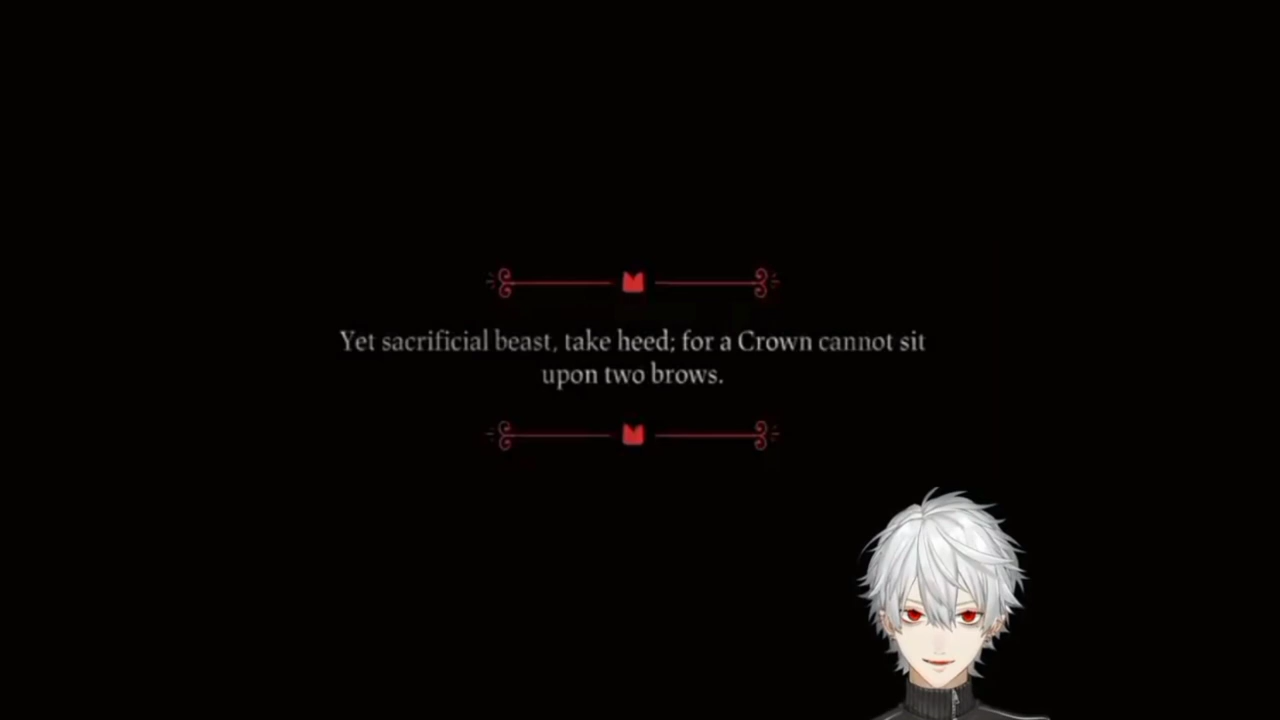 Yet sacrificial beast, take heed; for a Crown cannot sit
upon two brows.